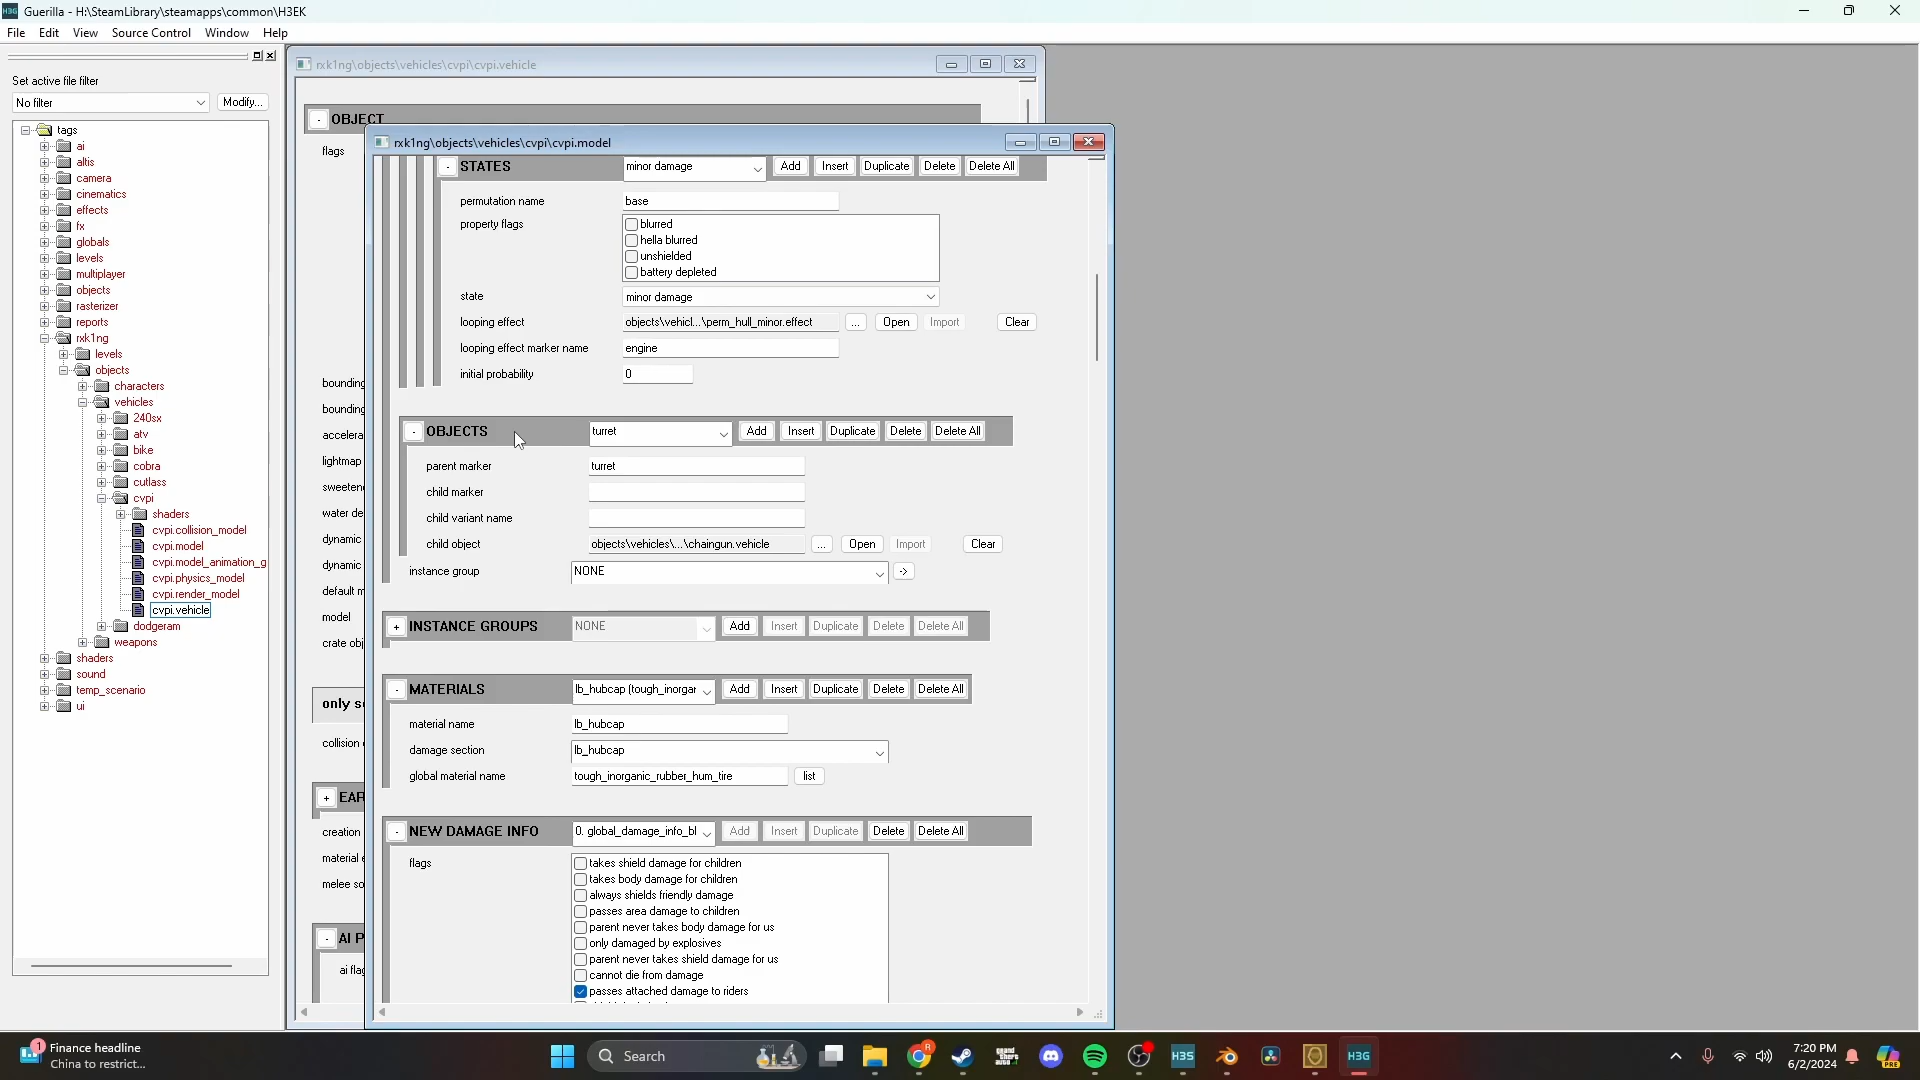 Guerilla - H:\SteamLibrary\steamapps\common\H3EK
File Edit View Source Control Window Help
Set active file filter
No filter
Modify...
tags
ai
altis
camera
cinematics
effects
fx
globals
levels
multiplayer
objects
rasterizer
reports
rxk1ng
levels
objects
characters
vehicles
240sx
atv
bike
cobra
cutlass
cvpi
shaders
cvpi.collision_model
cvpi.model
cvpi.model_animation_g
cvpi.physics_model
cvpi.render_model
cvpi.vehicle
dodgeram
weapons
shaders
sound
temp_scenario
ui
rxk1ng\objects\vehicles\cvpi\cvpi.vehicle
OBJECT
flags
bounding
bounding
accelera
lightmap
sweeten
water de
dynamic
dynamic
default m
model
crate obj
only se
collision
EAR
creation
material e
melee so
AI P
ai flag
rxk1ng\objects\vehicles\cvpi\cvpi.model
STATES minor damage Add Insert Duplicate Delete Delete All
permutation name base
property flags blurred
hella blurred
unshielded
battery depleted
state minor damage
looping effect objects\vehicl...\perm_hull_minor.effect ... Open Import Clear
looping effect marker name engine
initial probability 0
OBJECTS turret Add Insert Duplicate Delete Delete All
parent marker turret
child marker
child variant name
child object objects\vehicles\...\chaingun.vehicle ... Open Import Clear
instance group NONE ->
INSTANCE GROUPS NONE Add Insert Duplicate Delete Delete All
MATERIALS lb_hubcap (tough_inorgar Add Insert Duplicate Delete Delete All
material name lb_hubcap
damage section lb_hubcap
global material name tough_inorganic_rubber_hum_tire list
NEW DAMAGE INFO 0. global_damage_info_bl Add Insert Duplicate Delete Delete All
flags takes shield damage for children
takes body damage for children
always shields friendly damage
passes area damage to children
parent never takes body damage for us
only damaged by explosives
parent never takes shield damage for us
cannot die from damage
passes attached damage to riders
1
Finance headline
China to restrict...
Search
H3S
H3G
7:20 PM
6/2/2024